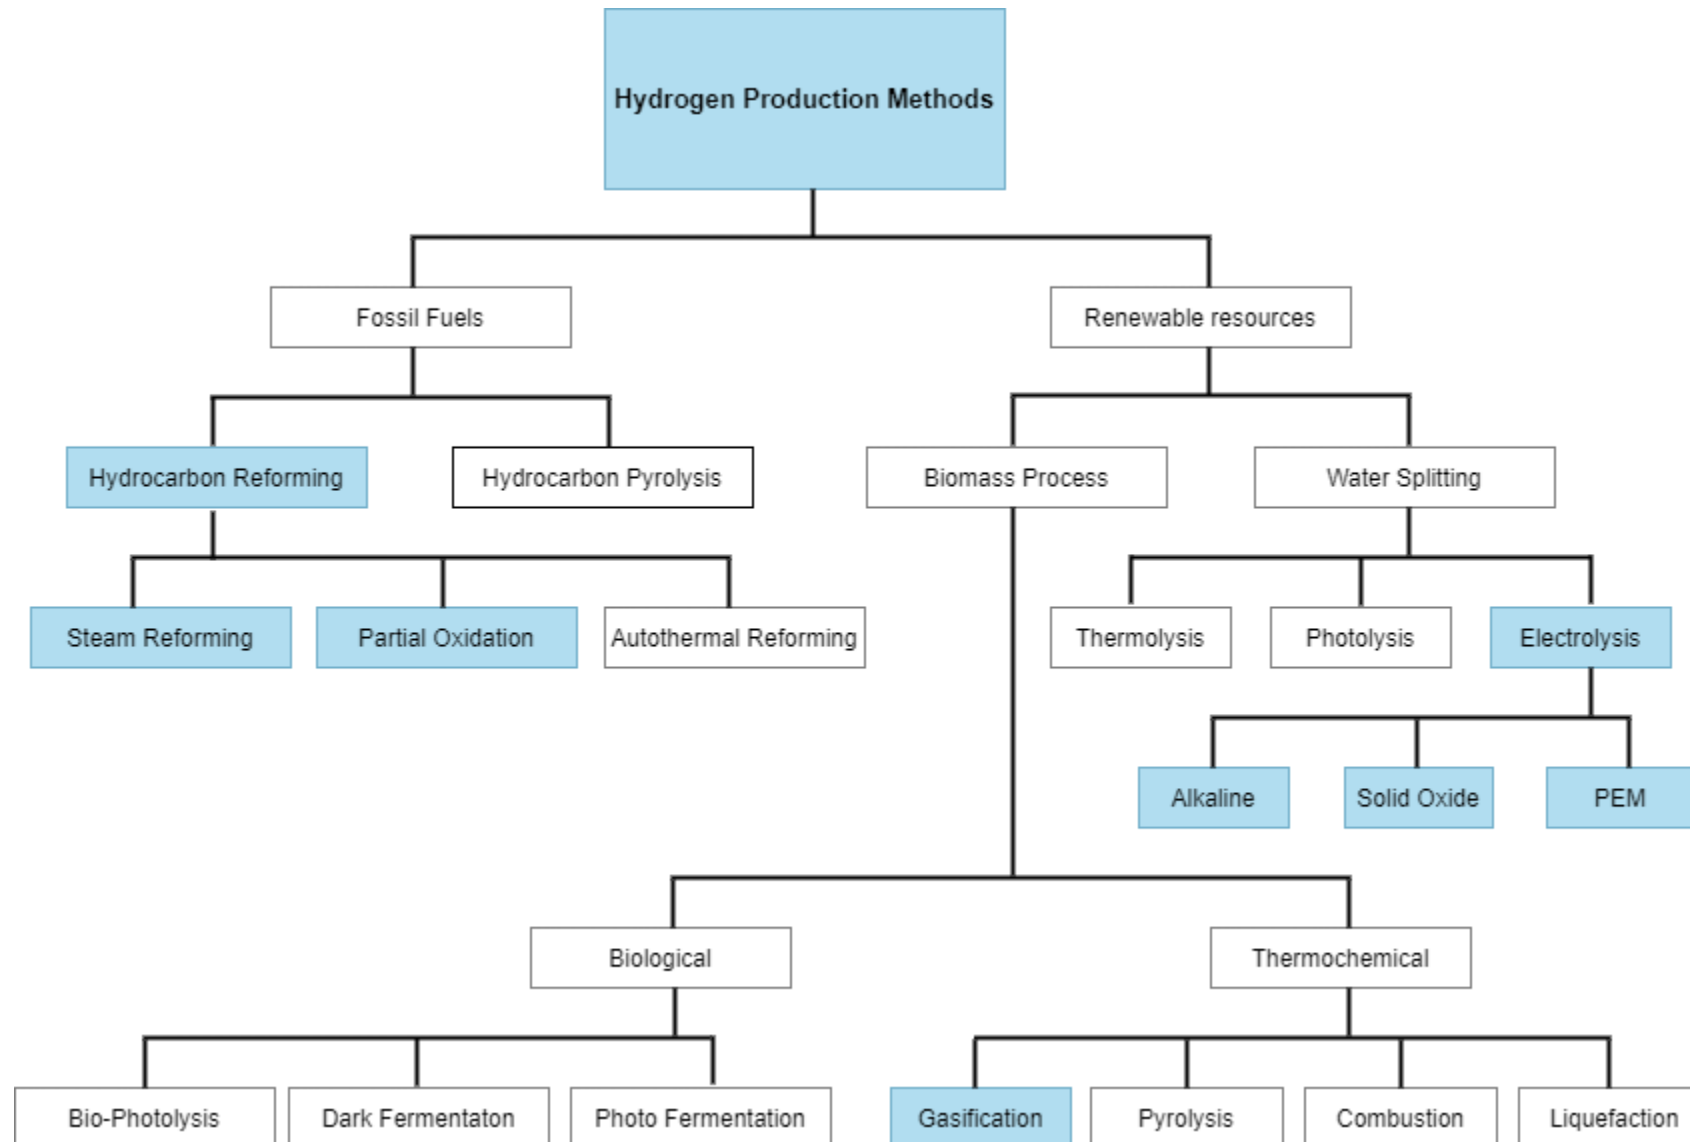 Hydrogen Production Methods
Fossil Fuels
Renewable resources
Hydrocarbon Reforming
Hydrocarbon Pyrolysis
Biomass Process
Water Splitting
Steam Reforming
Partial Oxidation
Autothermal Reforming
Thermolysis
Photolysis
Electrolysis
Alkaline
Solid Oxide
PEM
Biological
Thermochemical
Bio-Photolysis
Dark Fermentaton
Photo Fermentation
Gasification
Pyrolysis
Combustion
Liquefaction